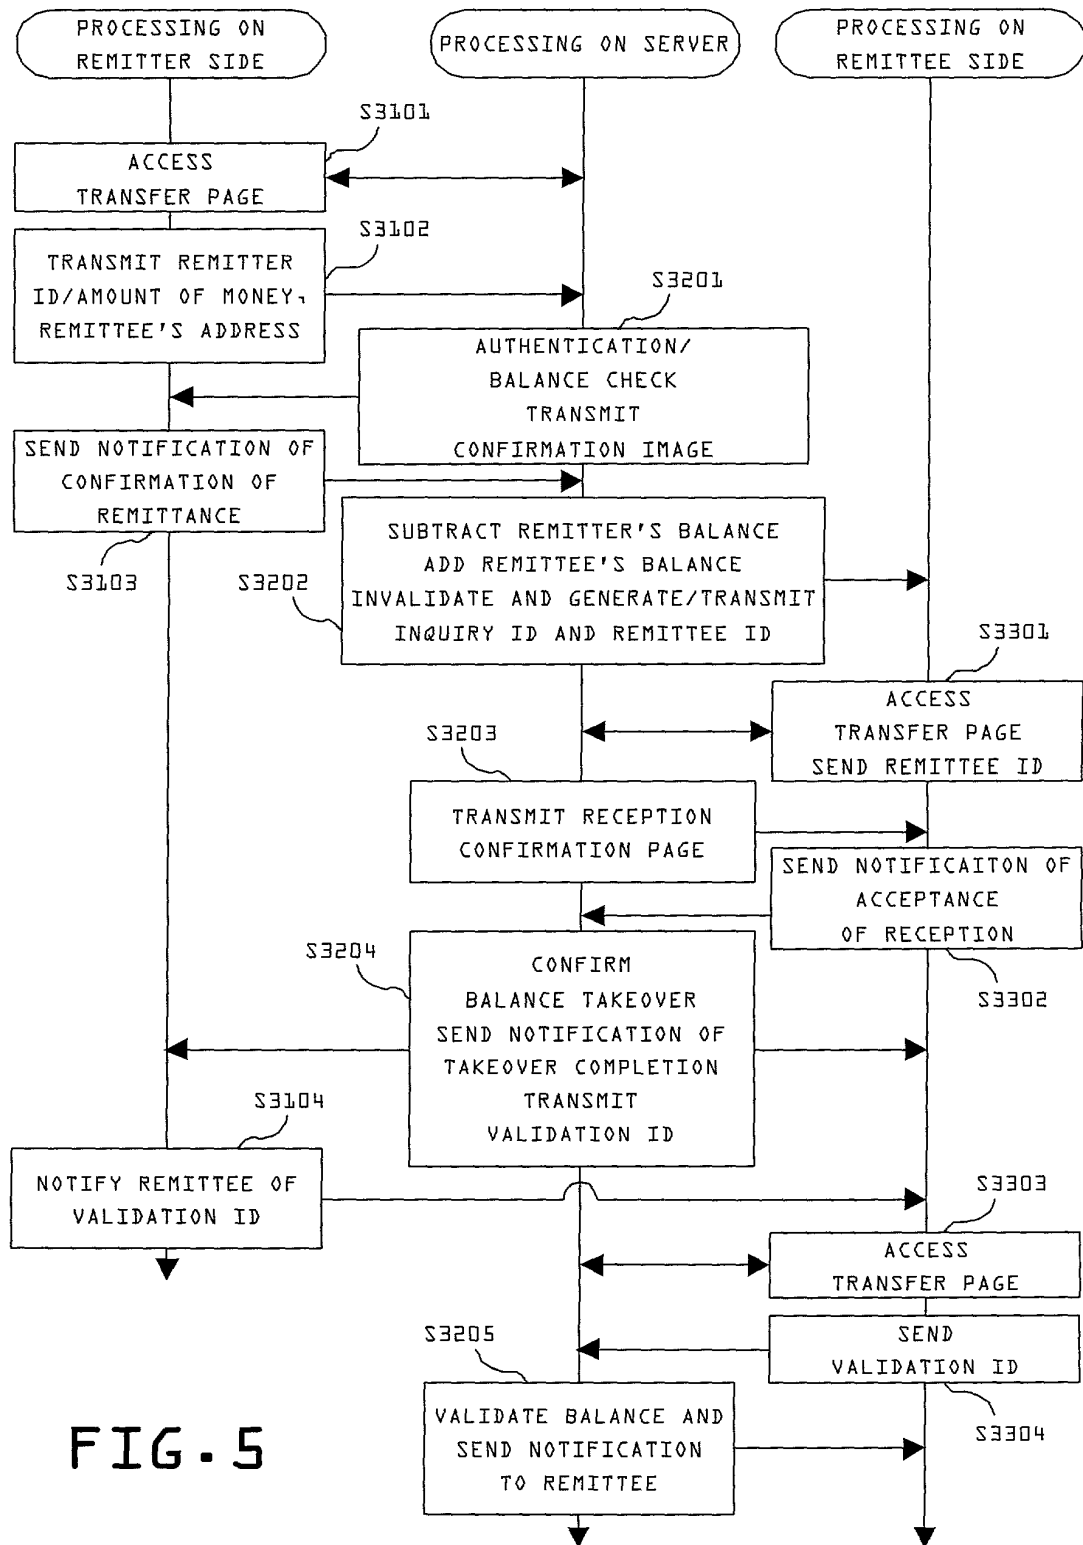 PROCESSING ON
REMITTER SIDE
PROCESSING ON SERVER
PROCESSING ON
REMITTEE SIDE
S3101
ACCESS
TRANSFER PAGE
S3102
TRANSMIT REMITTER
ID/AMOUNT OF MONEY,
REMITTEE'S ADDRESS
S3201
AUTHENTICATION/
BALANCE CHECK
TRANSMIT
CONFIRMATION IMAGE
SEND NOTIFICATION OF
CONFIRMATION OF
REMITTANCE
S3103
S3202
SUBTRACT REMITTER'S BALANCE
ADD REMITTEE'S BALANCE
INVALIDATE AND GENERATE/TRANSMIT
INQUIRY ID AND REMITTEE ID
S3301
ACCESS
TRANSFER PAGE
SEND REMITTEE ID
S3203
TRANSMIT RECEPTION
CONFIRMATION PAGE
SEND NOTIFICAITON OF
ACCEPTANCE
OF RECEPTION
S3302
S3204
CONFIRM
BALANCE TAKEOVER
SEND NOTIFICATION OF
TAKEOVER COMPLETION
TRANSMIT
VALIDATION ID
S3104
NOTIFY REMITTEE OF
VALIDATION ID
S3303
ACCESS
TRANSFER PAGE
SEND
VALIDATION ID
S3304
S3205
VALIDATE BALANCE AND
SEND NOTIFICATION
TO REMITTEE
FIG.5